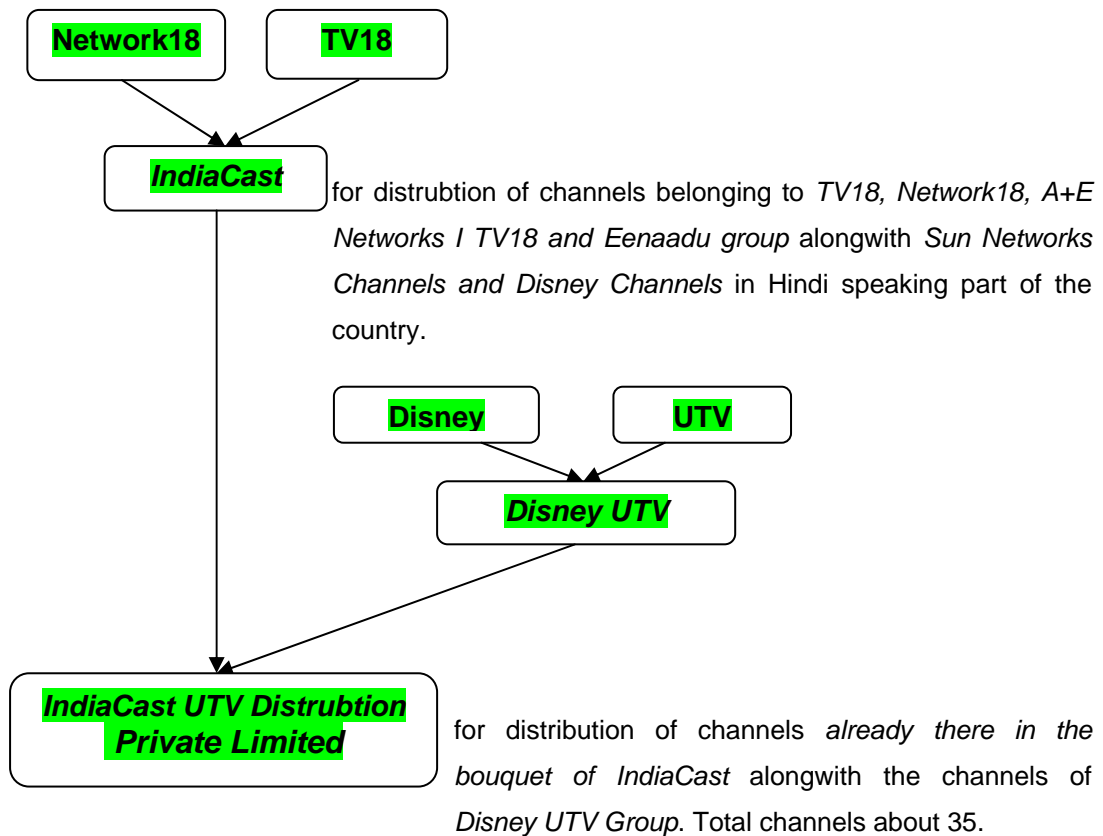 Network18
TV18
IndiaCast
for distrubtion of channels belonging to TV18, Network18, A+E
Networks I TV18 and Eenaadu group alongwith Sun Networks
Channels and Disney Channels in Hindi speaking part of the
country.
Disney
UTV
Disney UTV
IndiaCast UTV Distrubtion
Private Limited
for distribution of channels already there in the
bouquet of IndiaCast alongwith the channels of
Disney UTV Group. Total channels about 35.